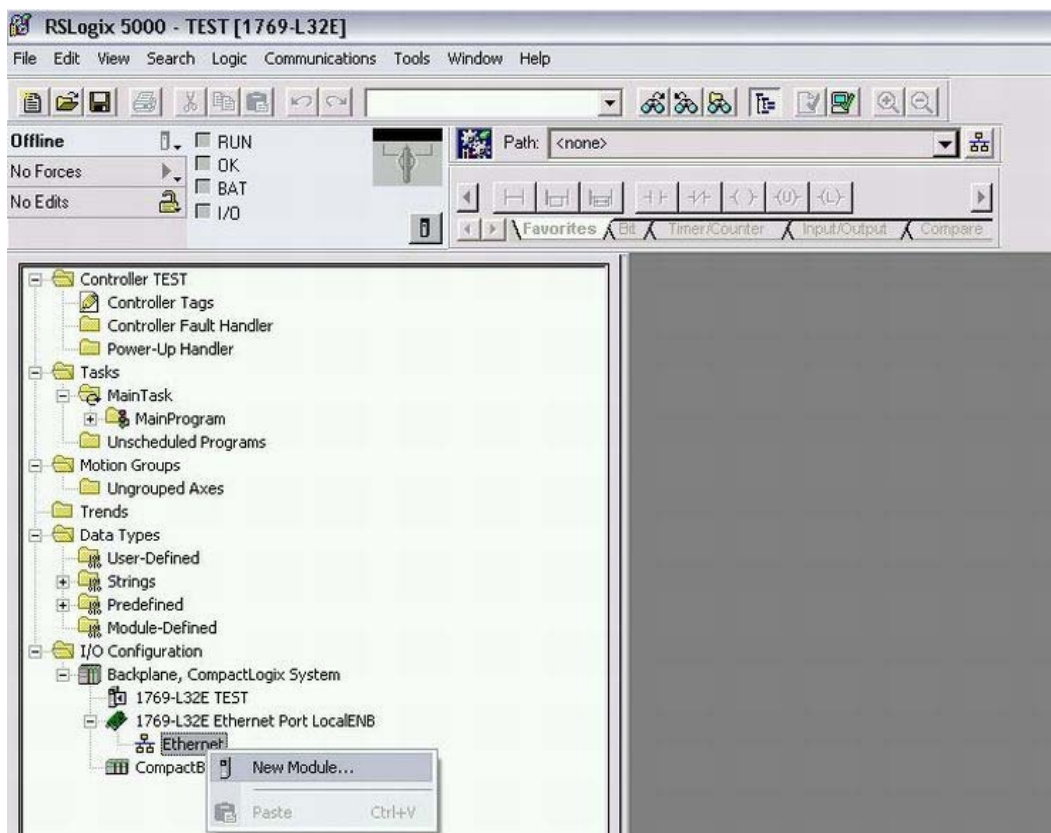 RSLogix 5000 - TEST [1769-L32E]
File Edit View Search Logic Communications Tools Window Help
Offline
RUN
Path: <none>
No Forces
OK
No Edits
BAT
I/O
Favorites Bit Timer/Counter Input/Output Compare
Controller TEST
Controller Tags
Controller Fault Handler
Power-Up Handler
Tasks
MainTask
MainProgram
Unscheduled Programs
Motion Groups
Ungrouped Axes
Trends
Data Types
User-Defined
Strings
Predefined
Module-Defined
I/O Configuration
Backplane, CompactLogix System
1769-L32E TEST
1769-L32E Ethernet Port LocalENB
Ethernet
CompactB
New Module...
Paste Ctrl+V